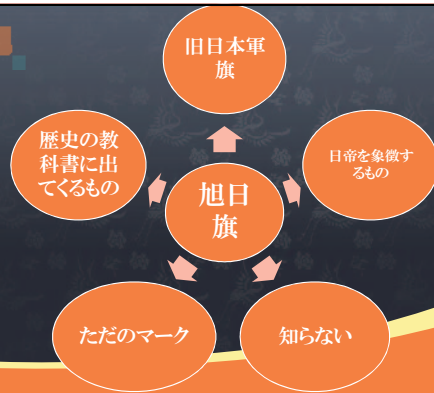 旧日本軍
旗
歴史の教
科書に出
てくるもの
日帝を象徴す
るもの
旭日
旗
ただのマーク
知らない